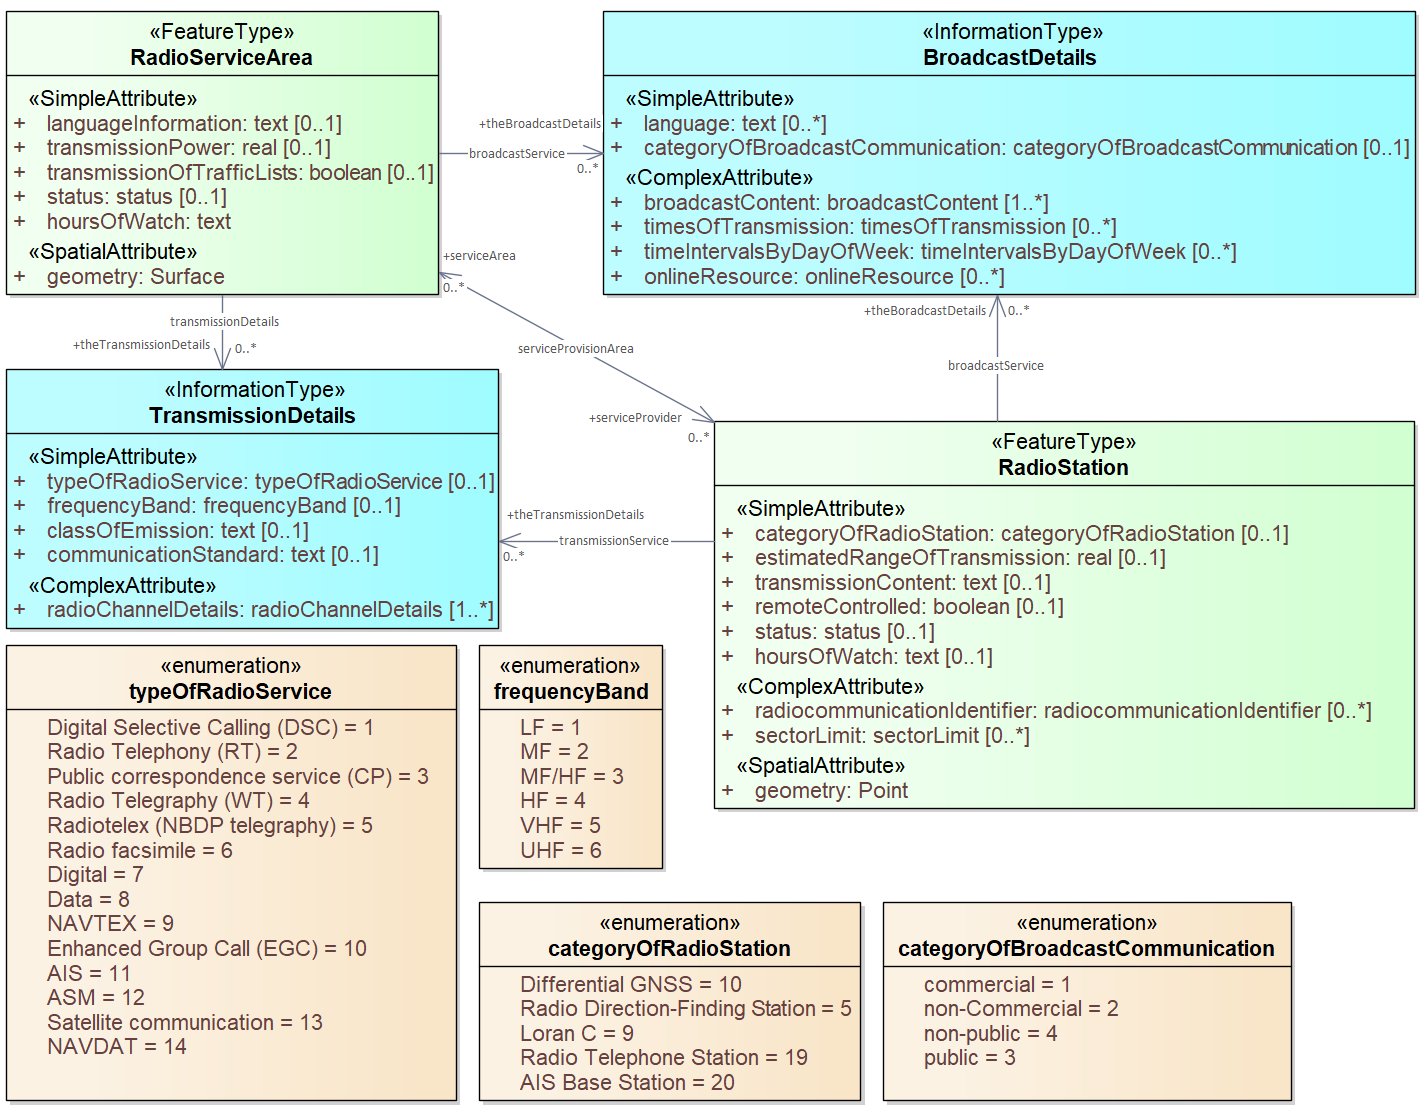 «FeatureType»
RadioServiceArea
«SimpleAttribute»
+ languageInformation: text [0..1]
+ transmissionPower: real [0..1]
+ transmissionOfTrafficLists: boolean [0..1]
+ status: status [0..1]
+ hoursOfWatch: text
«SpatialAttribute»
+ geometry: Surface
+theBroadcastDetails
broadcastService
0..*
«InformationType»
BroadcastDetails
«SimpleAttribute»
+ language: text [0..*]
+ categoryOfBroadcastCommunication: categoryOfBroadcastCommunication [0..1]
«ComplexAttribute»
+ broadcastContent: broadcastContent [1..*]
+ timesOfTransmission: timesOfTransmission [0..*]
+ timeIntervalsByDayOfWeek: timeIntervalsByDayOfWeek [0..*]
+ onlineResource: onlineResource [0..*]
+serviceArea
0..*
serviceProvisionArea
+serviceProvider
0..*
transmissionDetails
+theTransmissionDetails
0..*
+theBoradcastDetails
0..*
broadcastService
«InformationType»
TransmissionDetails
«SimpleAttribute»
+ typeOfRadioService: typeOfRadioService [0..1]
+ frequencyBand: frequencyBand [0..1]
+ classOfEmission: text [0..1]
+ communicationStandard: text [0..1]
«ComplexAttribute»
+ radioChannelDetails: radioChannelDetails [1..*]
+theTransmissionDetails
transmissionService
0..*
«FeatureType»
RadioStation
«SimpleAttribute»
+ categoryOfRadioStation: categoryOfRadioStation [0..1]
+ estimatedRangeOfTransmission: real [0..1]
+ transmissionContent: text [0..1]
+ remoteControlled: boolean [0..1]
+ status: status [0..1]
+ hoursOfWatch: text [0..1]
«ComplexAttribute»
+ radiocommunicationIdentifier: radiocommunicationIdentifier [0..*]
+ sectorLimit: sectorLimit [0..*]
«SpatialAttribute»
+ geometry: Point
«enumeration»
typeOfRadioService
Digital Selective Calling (DSC) = 1
Radio Telephony (RT) = 2
Public correspondence service (CP) = 3
Radio Telegraphy (WT) = 4
Radiotelex (NBDP telegraphy) = 5
Radio facsimile = 6
Digital = 7
Data = 8
NAVTEX = 9
Enhanced Group Call (EGC) = 10
AIS = 11
ASM = 12
Satellite communication = 13
NAVDAT = 14
«enumeration»
frequencyBand
LF = 1
MF = 2
MF/HF = 3
HF = 4
VHF = 5
UHF = 6
«enumeration»
categoryOfRadioStation
Differential GNSS = 10
Radio Direction-Finding Station = 5
Loran C = 9
Radio Telephone Station = 19
AIS Base Station = 20
«enumeration»
categoryOfBroadcastCommunication
commercial = 1
non-Commercial = 2
non-public = 4
public = 3